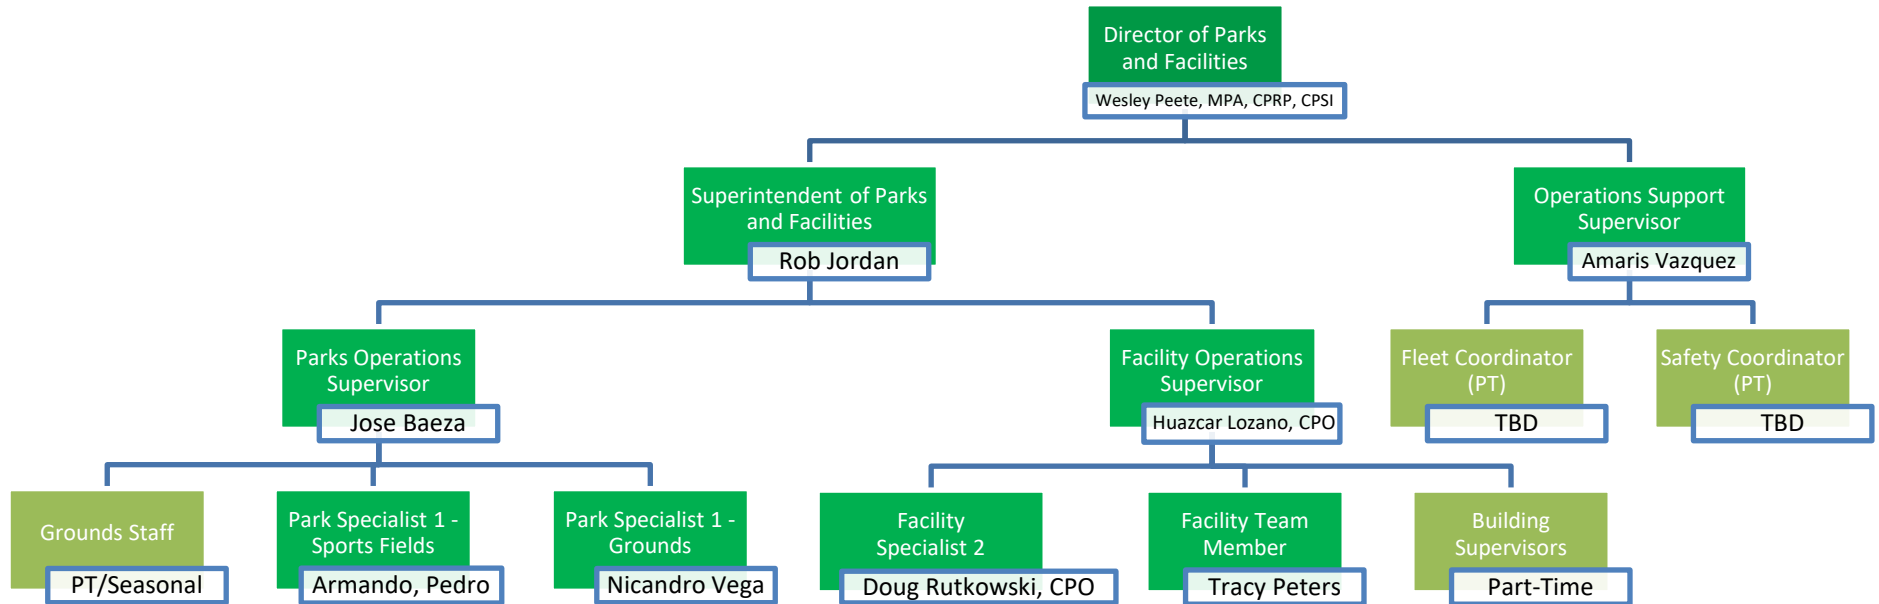 Director of Parks
and Facilities
Wesley Peete, MPA, CPRP, CPSI
Superintendent of Parks
and Facilities
Rob Jordan
Operations Support
Supervisor
Amaris Vazquez
Parks Operations
Supervisor
Jose Baeza
Facility Operations
Supervisor
Huazcar Lozano, CPO
Fleet Coordinator
(PT)
TBD
Safety Coordinator
(PT)
TBD
Grounds Staff
PT/Seasonal
Park Specialist 1 -
Sports Fields
Armando, Pedro
Park Specialist 1 -
Grounds
Nicandro Vega
Facility
Specialist 2
Doug Rutkowski, CPO
Facility Team
Member
Tracy Peters
Building
Supervisors
Part-Time